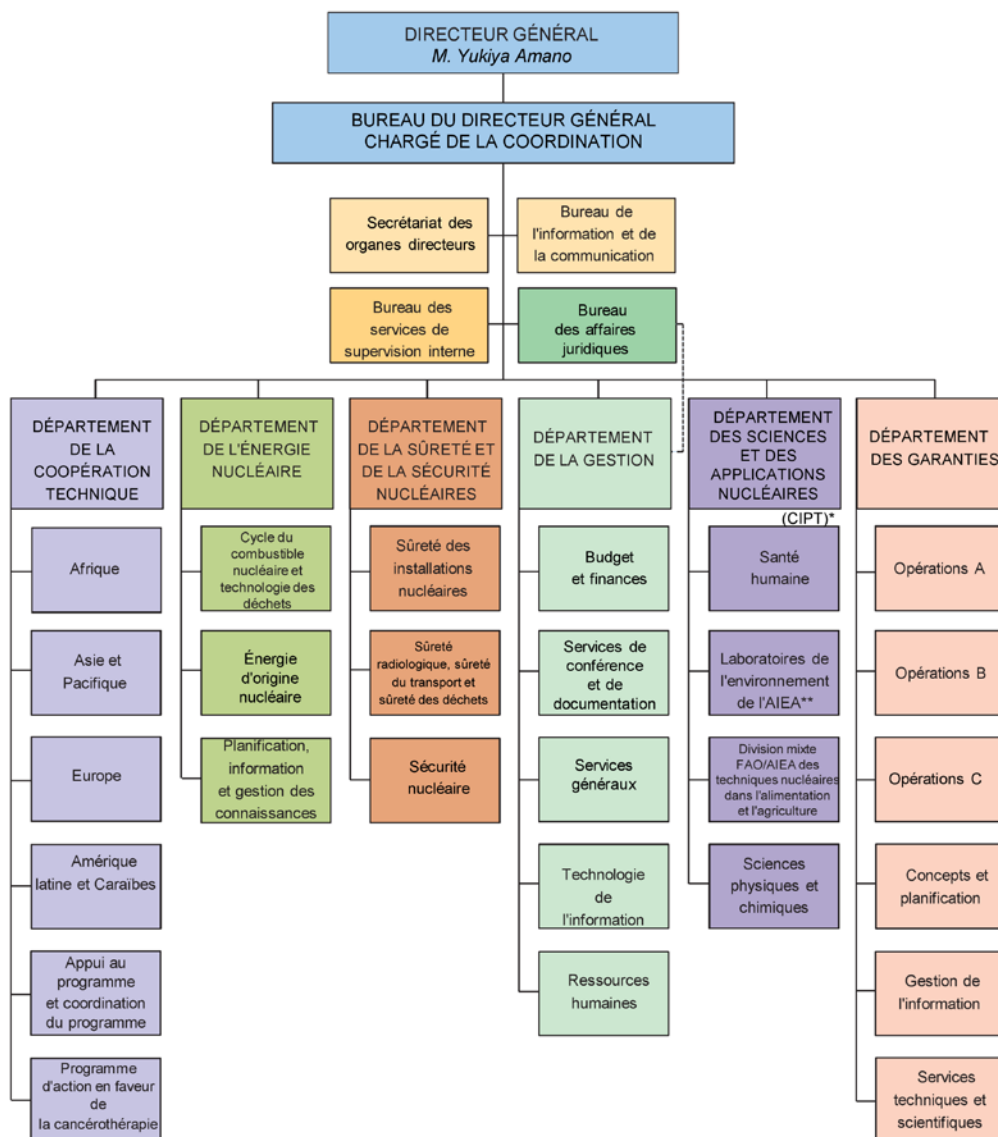 DIRECTEUR GÉNÉRAL
M. Yukiya Amano
BUREAU DU DIRECTEUR GÉNÉRAL
CHARGÉ DE LA COORDINATION
Secrétariat des
organes directeurs
Bureau de
l'information et de
la communication
Bureau des
services de
supervision interne
Bureau
des affaires
juridiques
DÉPARTEMENT
DE LA
COOPÉRATION
TECHNIQUE
Afrique
Asie et
Pacifique
Europe
Amérique
latine et Caraïbes
Appui au
programme
et coordination
du programme
Programme
d'action en faveur
de
la cancérothérapie
DÉPARTEMENT
DE L'ÉNERGIE
NUCLÉAIRE
Cycle du
combustible
nucléaire et
technologie des
déchets
Énergie
d'origine
nucléaire
Planification,
information
et gestion des
connaissances
DÉPARTEMENT
DE LA SÛRETÉ ET
DE LA SÉCURITÉ
NUCLÉAIRES
Sûreté des
installations
nucléaires
Sûreté
radiologique, sûreté
du transport et
sûreté des déchets
Sécurité
nucléaire
DÉPARTEMENT
DE LA GESTION
Budget
et finances
Services de
conférence
et de
documentation
Services
généraux
Technologie
de
l'information
Ressources
humaines
DÉPARTEMENT
DES SCIENCES
ET DES
APPLICATIONS
NUCLÉAIRES
(CIPT)*
Santé
humaine
Laboratoires de
l'environnement
de l'AIEA**
Division mixte
FAO/AIEA des
techniques nucléaires
dans l'alimentation
et l'agriculture
Sciences
physiques et
chimiques
DÉPARTEMENT
DES GARANTIES
Opérations A
Opérations B
Opérations C
Concepts et
planification
Gestion de
l'information
Services
techniques et
scientifiques